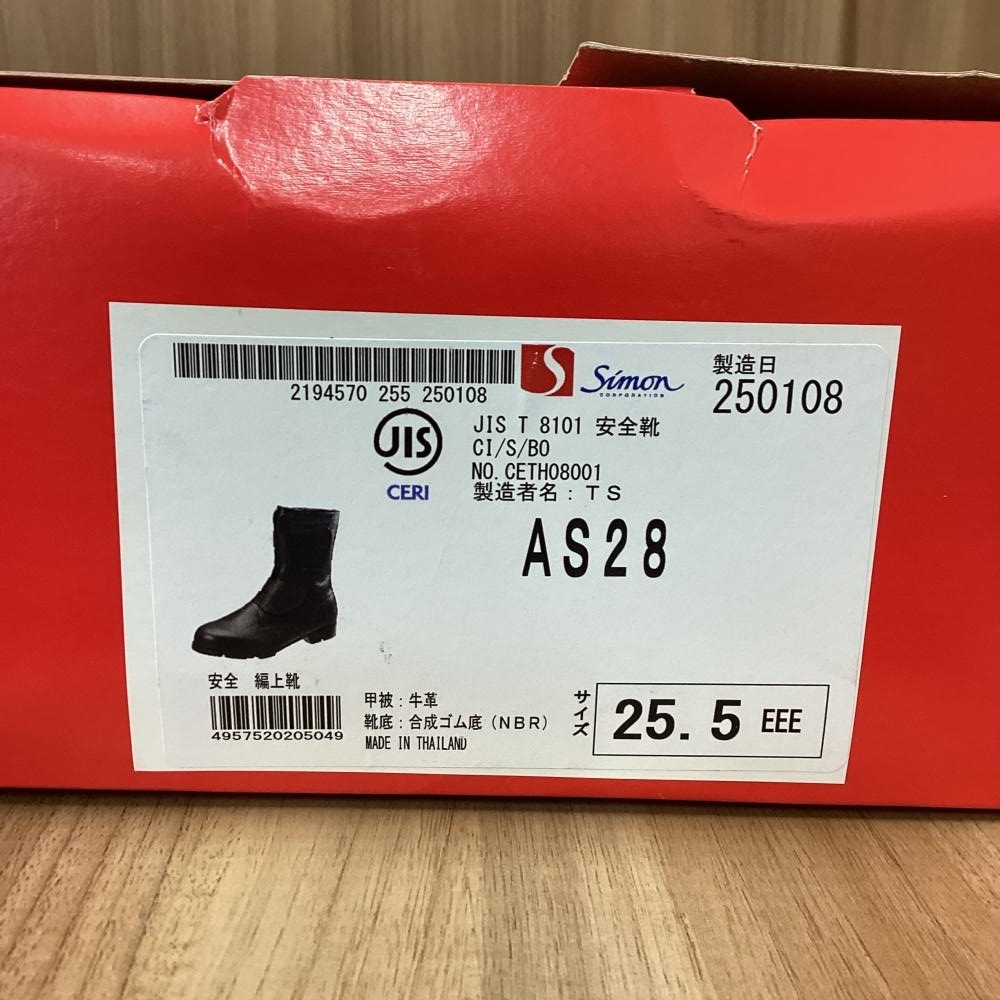 2194570 255 250108
S
Simon
CORPORATION
製造日
250108
JIS
CERI
JIS T 8101 安全靴
CI/S/BO
NO.CETH08001
製造者名：TS
AS28
安全 編上靴
4957520205049
甲被：牛革
靴底：合成ゴム底（NBR）
MADE IN THAILAND
サイズ
25.5 EEE